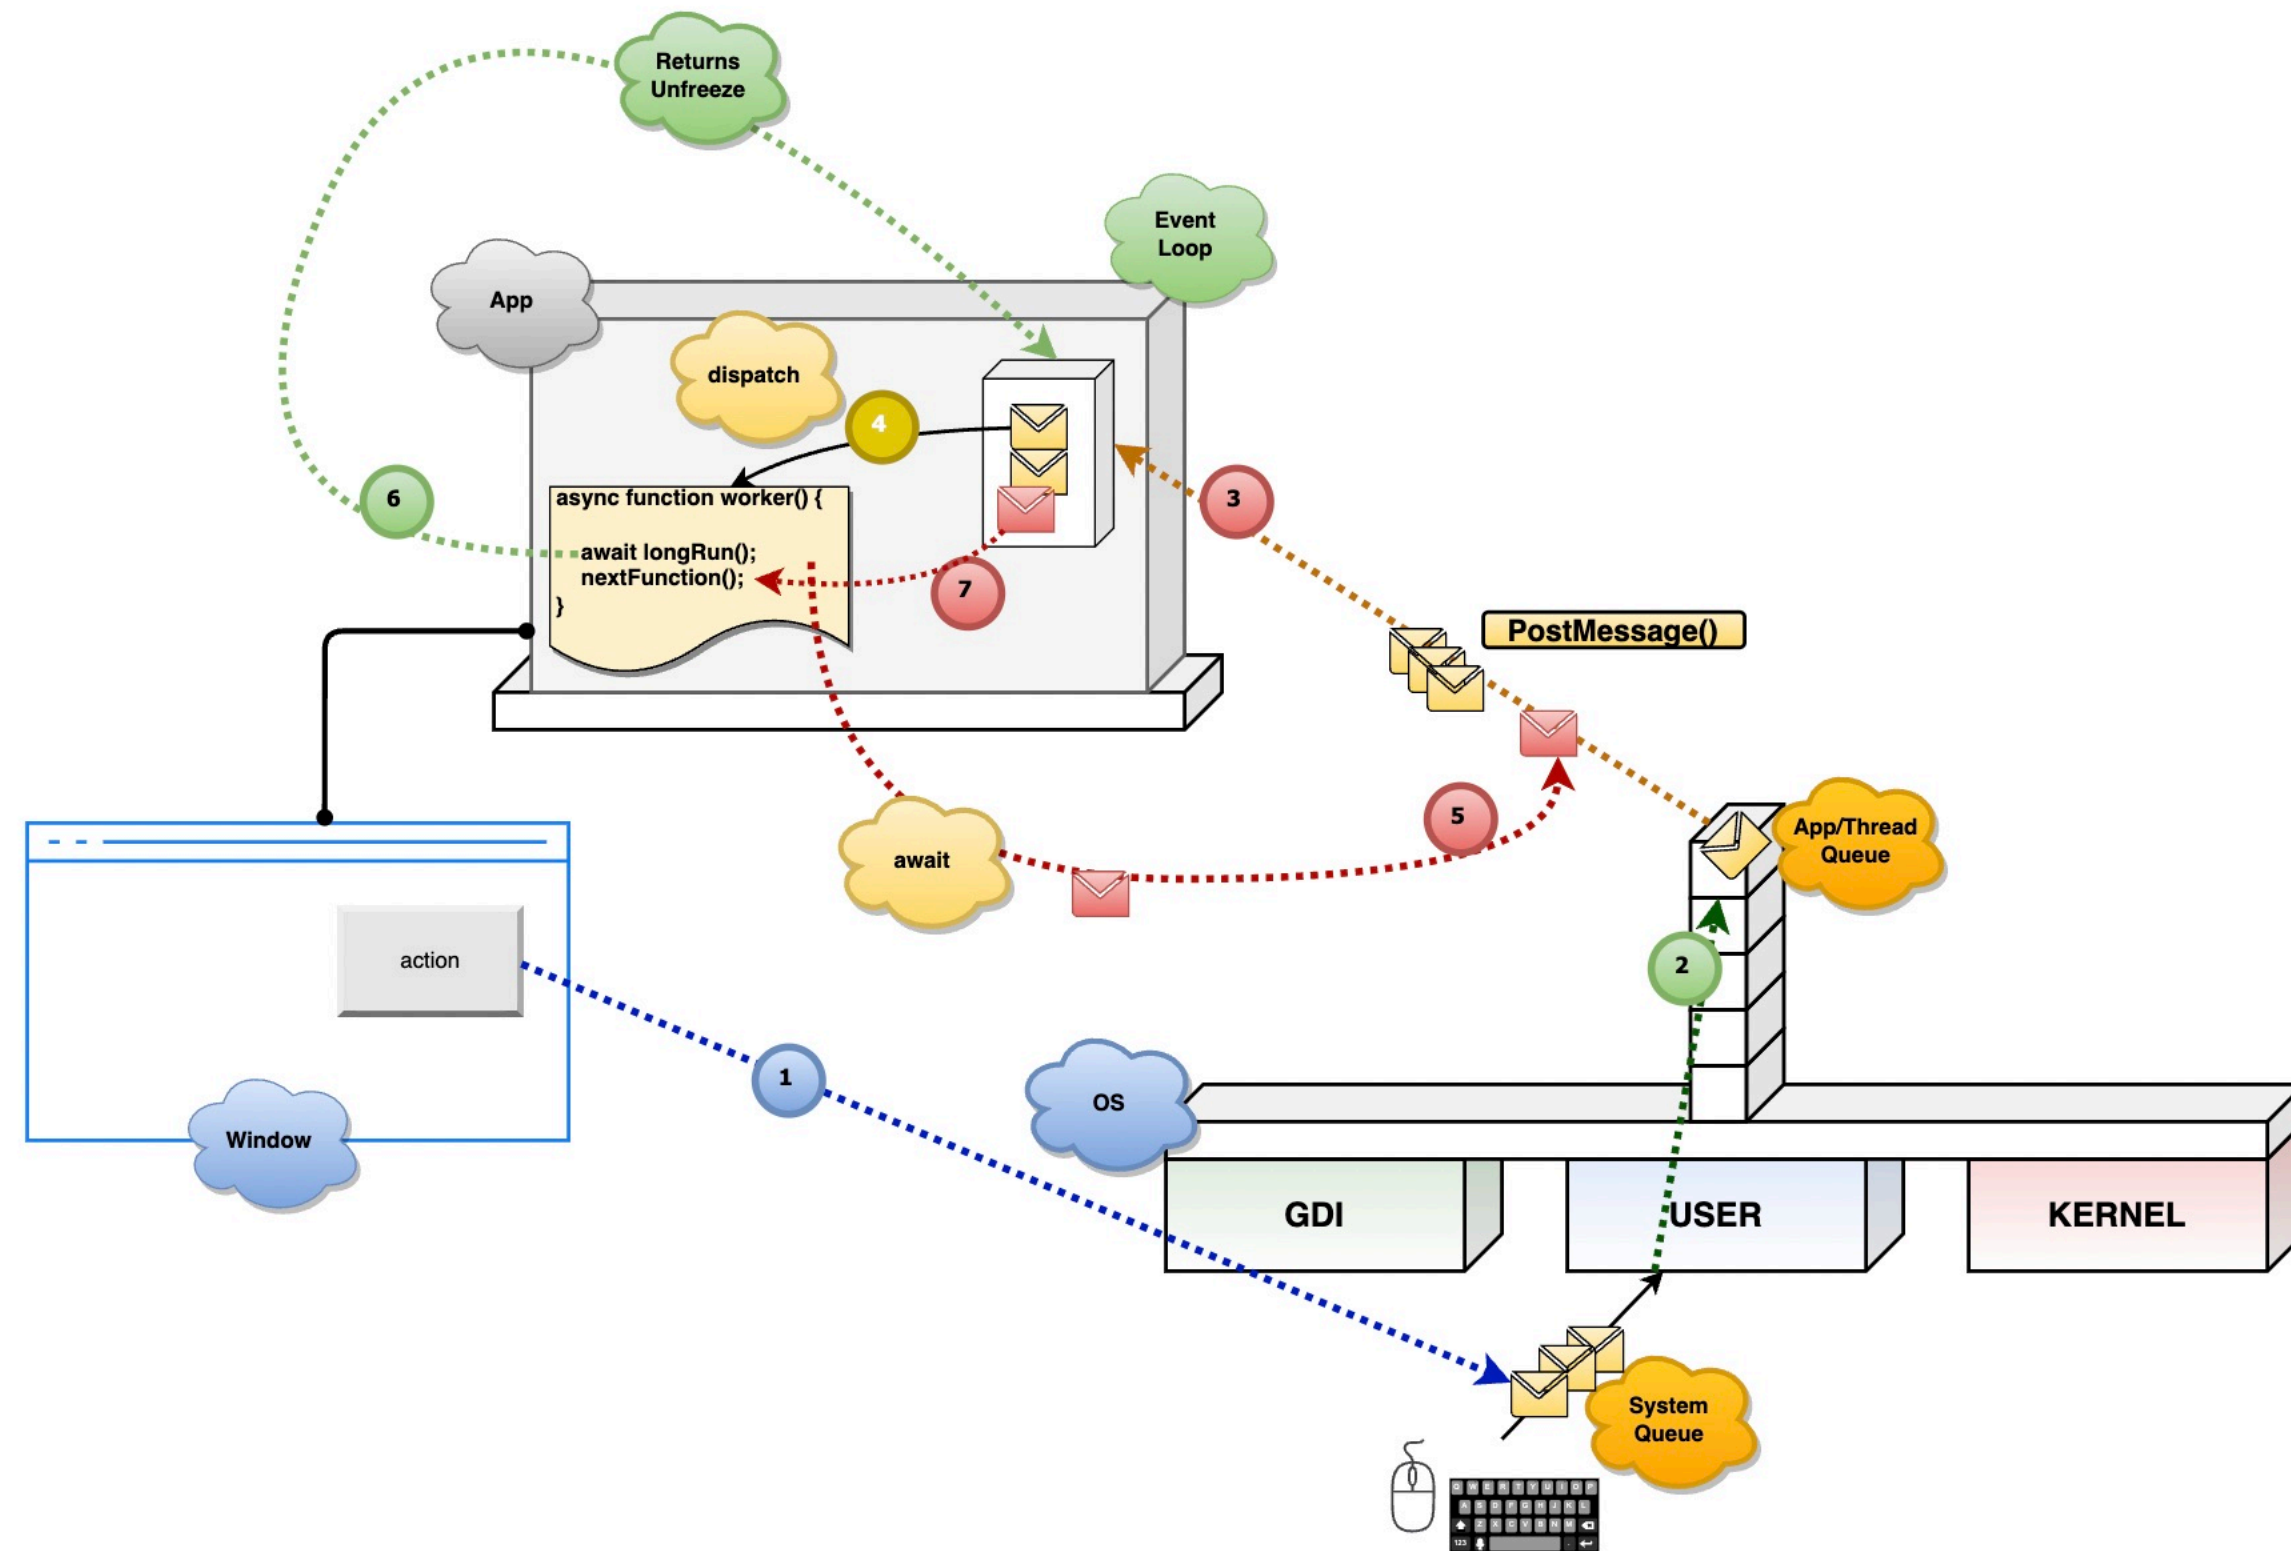 Returns
Unfreeze
Event
Loop
App
dispatch
4
async function worker() {
await longRun();
nextFunction();
}
6
3
7
PostMessage()
5
await
App/Thread
Queue
action
2
1
OS
Window
GDI
USER
KERNEL
System
Queue
Q W E R T Y U I O P
A S D F G H J K L
Z X C V B N M
123